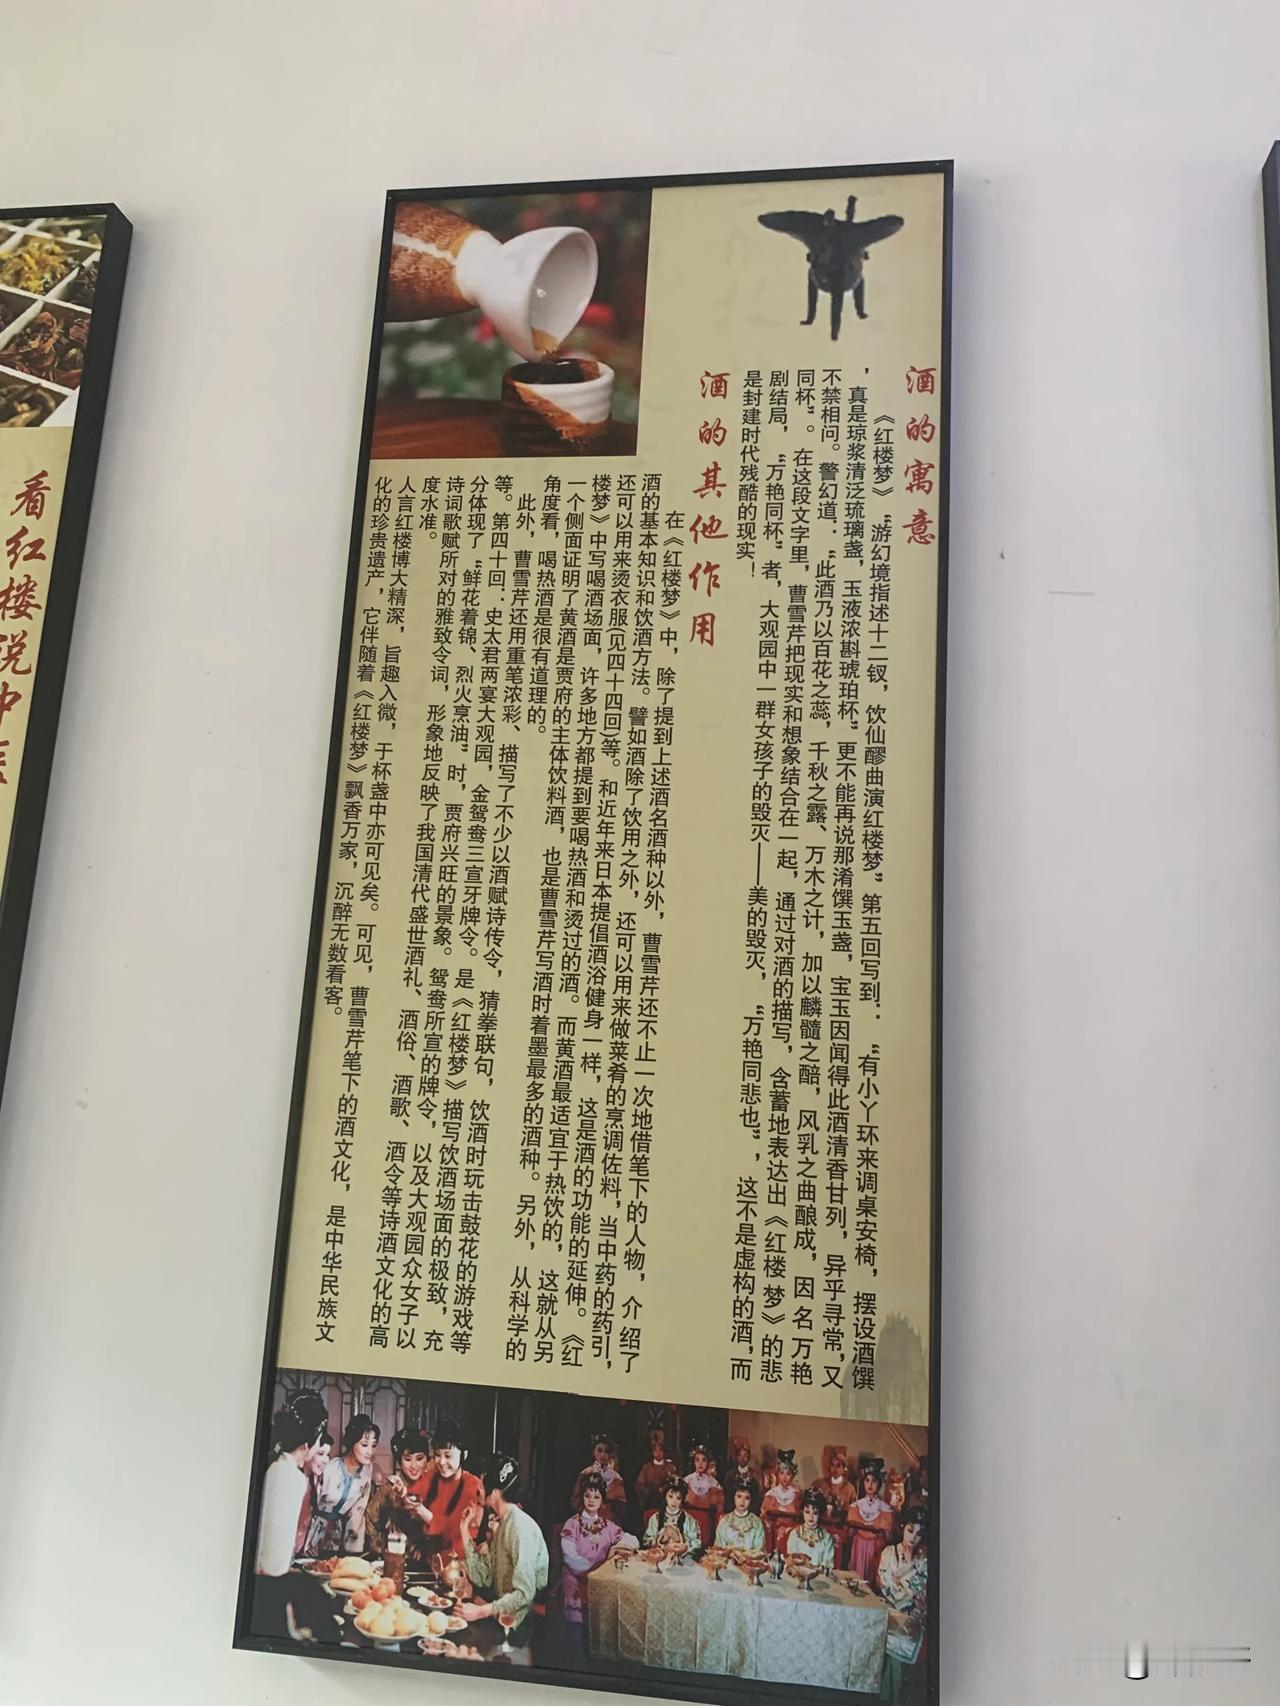 酒的寓意
《红楼梦》“游幻境指述十二钗，饮仙醪曲演红楼梦”第五回写到：“有小丫环来调桌安椅，摆设酒馔
，真是琼浆清泛琉璃盏，玉液浓斟琥珀杯”更不能再说那淆馔玉盏，宝玉因闻得此酒清香甘列，异乎寻常，又
不禁相问。警幻道：“此酒乃以百花之蕊，千秋之露、万木之计，加以麟髓之醅，风乳之曲酿成，因名万艳
同杯”。在这段文字里，曹雪芹把现实和想象结合在一起，通过对酒的描写，含蓄地表达出《红楼梦》的悲
剧结局，“万艳同杯”者，大观园中一群女孩子的毁灭——美的毁灭，“万艳同悲也”，这不是虚构的酒，而
是封建时代残酷的现实！
酒的其他作用
在《红楼梦》中，除了提到上述酒名酒种以外，曹雪芹还不止一次地借笔下的人物，介绍了
酒的基本知识和饮酒方法。譬如酒除了饮用之外，还可以用来做菜肴的烹调佐料，当中药的药引，
还可以用来烫衣服(见四十四回)等。和近年来日本提倡酒浴健身一样，这是酒的功能的延伸。《红
楼梦》中写喝酒场面，许多地方都提到要喝热酒和烫过的酒。而黄酒最适宜于热饮的，这就从另
一个侧面证明了黄酒是贾府的主体饮料酒，也是曹雪芹写酒时着墨最多的酒种。另外，从科学的
角度看，喝热酒是很有道理的。
此外，曹雪芹还用重笔浓彩、描写了不少以酒赋诗传令，猜拳联句，饮酒时玩击鼓花的游戏等
等。第四十回：史太君两宴大观园，金鸳鸯三宣牙牌令。是《红楼梦》描写饮酒场面的极致，充
分体现了“鲜花着锦、烈火烹油”时，贾府兴旺的景象。鸳鸯所宣的牌令，以及大观园众女子以
诗词歌赋所对的雅致令词，形象地反映了我国清代盛世酒礼、酒俗、酒歌、酒令等诗酒文化的高
度水准。
人言红楼博大精深，旨趣入微，于杯盏中亦可见矣。可见，曹雪芹笔下的酒文化，是中华民族文
化的珍贵遗产，它伴随着《红楼梦》飘香万家，沉醉无数看客。
看红楼说中医